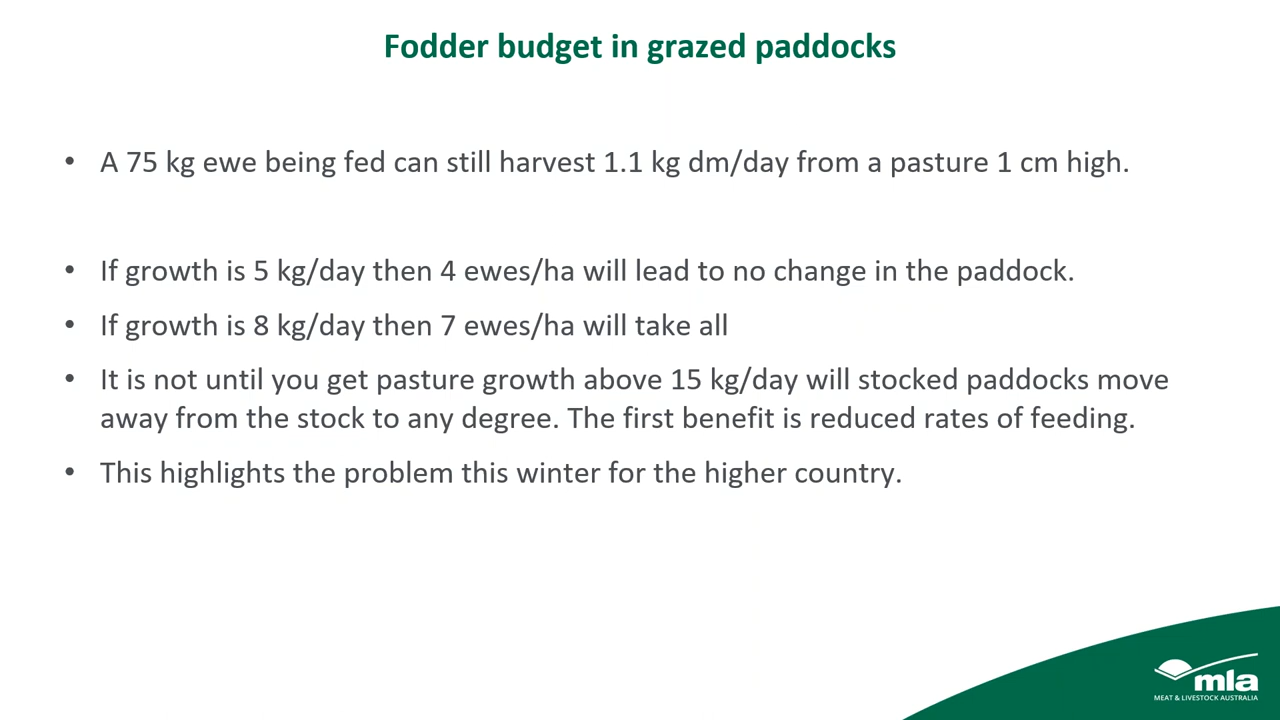 Fodder budget in grazed paddocks
• A 75 kg ewe being fed can still harvest 1.1 kg dm/day from a pasture 1 cm high.
• If growth is 5 kg/day then 4 ewes/ha will lead to no change in the paddock.
• If growth is 8 kg/day then 7 ewes/ha will take all
• It is not until you get pasture growth above 15 kg/day will stocked paddocks move
away from the stock to any degree. The first benefit is reduced rates of feeding.
• This highlights the problem this winter for the higher country.
mla
MEAT & LIVESTOCK AUSTRALIA